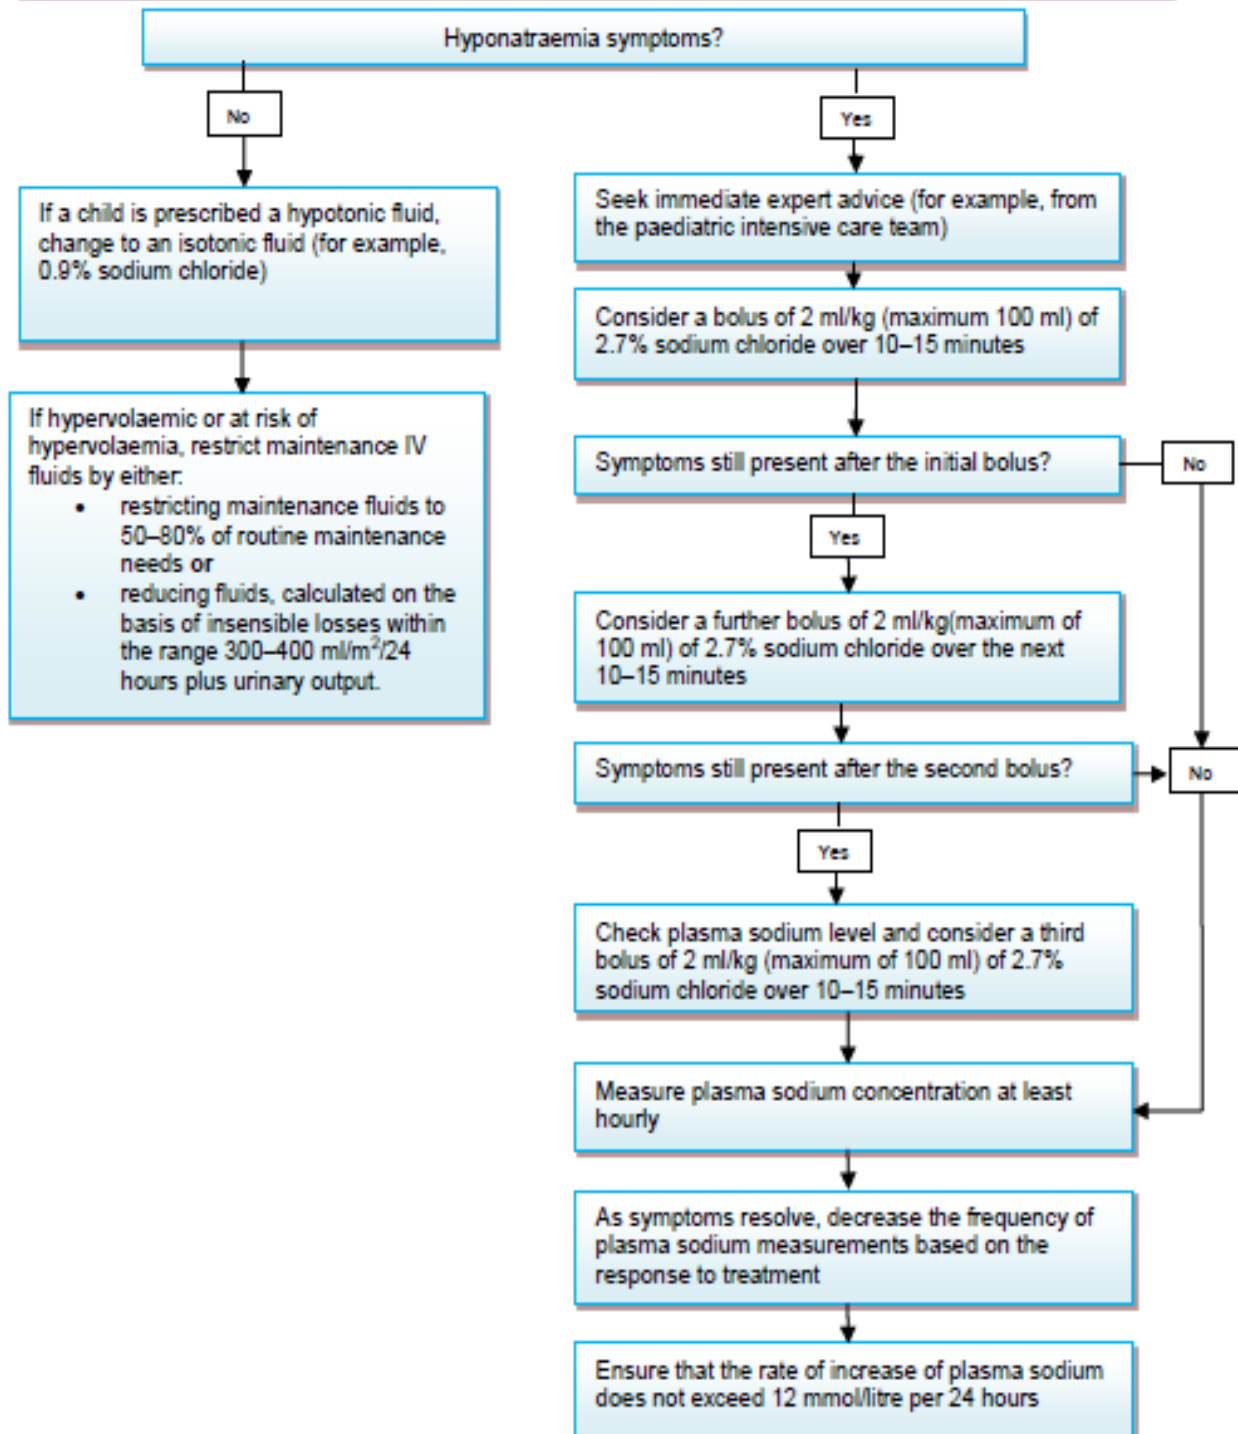 Hyponatraemia symptoms?
No
Yes
If a child is prescribed a hypotonic fluid,
change to an isotonic fluid (for example,
0.9% sodium chloride)
If hypervolaemic or at risk of
hypervolaemia, restrict maintenance IV
fluids by either:
• restricting maintenance fluids to
50–80% of routine maintenance
needs or
• reducing fluids, calculated on the
basis of insensible losses within
the range 300–400 ml/m²/24
hours plus urinary output.
Seek immediate expert advice (for example, from
the paediatric intensive care team)
Consider a bolus of 2 ml/kg (maximum 100 ml) of
2.7% sodium chloride over 10–15 minutes
Symptoms still present after the initial bolus?
No
Yes
Consider a further bolus of 2 ml/kg(maximum of
100 ml) of 2.7% sodium chloride over the next
10–15 minutes
Symptoms still present after the second bolus?
No
Yes
Check plasma sodium level and consider a third
bolus of 2 ml/kg (maximum of 100 ml) of 2.7%
sodium chloride over 10–15 minutes
Measure plasma sodium concentration at least
hourly
As symptoms resolve, decrease the frequency of
plasma sodium measurements based on the
response to treatment
Ensure that the rate of increase of plasma sodium
does not exceed 12 mmol/litre per 24 hours